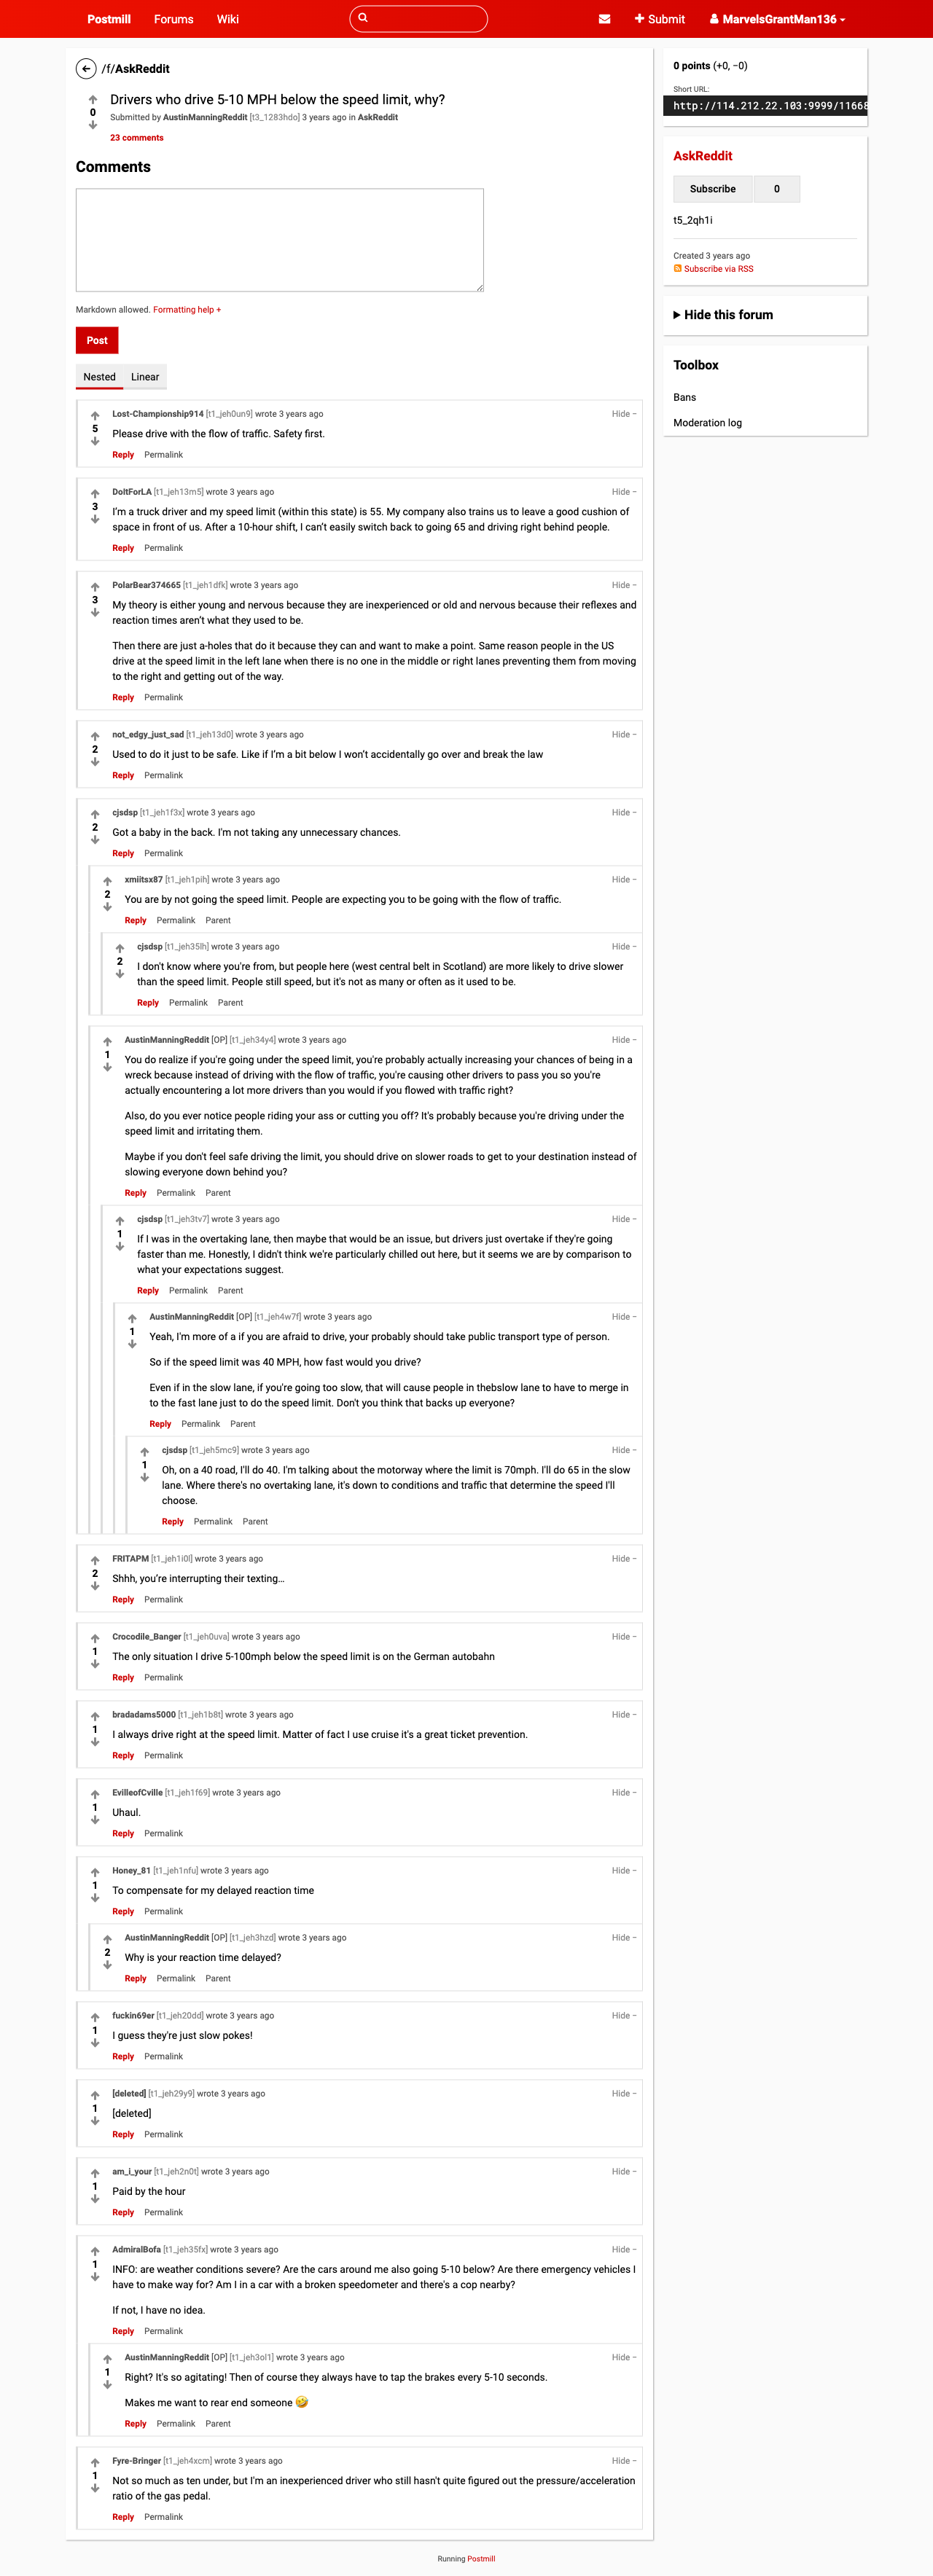 Postmill Forums Wiki Submit MarvelsGrantMan136
/f/AskReddit
0
Drivers who drive 5-10 MPH below the speed limit, why?
Submitted by AustinManningReddit [t3_1283hdo] 3 years ago in AskReddit
23 comments
Comments
Markdown allowed. Formatting help +
Post
Nested Linear
Lost-Championship914 [t1_jeh0un9] wrote 3 years ago Hide −
5
Please drive with the flow of traffic. Safety first.
Reply Permalink
DoItForLA [t1_jeh13m5] wrote 3 years ago Hide −
3
I'm a truck driver and my speed limit (within this state) is 55. My company also trains us to leave a good cushion of
space in front of us. After a 10-hour shift, I can't easily switch back to going 65 and driving right behind people.
Reply Permalink
PolarBear374665 [t1_jeh1dfk] wrote 3 years ago Hide −
3
My theory is either young and nervous because they are inexperienced or old and nervous because their reflexes and
reaction times aren't what they used to be.
Then there are just a-holes that do it because they can and want to make a point. Same reason people in the US
drive at the speed limit in the left lane when there is no one in the middle or right lanes preventing them from moving
to the right and getting out of the way.
Reply Permalink
not_edgy_just_sad [t1_jeh13d0] wrote 3 years ago Hide −
2
Used to do it just to be safe. Like if I'm a bit below I won't accidentally go over and break the law
Reply Permalink
cjsdsp [t1_jeh1f3x] wrote 3 years ago Hide −
2
Got a baby in the back. I'm not taking any unnecessary chances.
Reply Permalink
xmiitsx87 [t1_jeh1pih] wrote 3 years ago Hide −
2
You are by not going the speed limit. People are expecting you to be going with the flow of traffic.
Reply Permalink Parent
cjsdsp [t1_jeh35lh] wrote 3 years ago Hide −
2
I don't know where you're from, but people here (west central belt in Scotland) are more likely to drive slower
than the speed limit. People still speed, but it's not as many or often as it used to be.
Reply Permalink Parent
AustinManningReddit [OP] [t1_jeh34y4] wrote 3 years ago Hide −
1
You do realize if you're going under the speed limit, you're probably actually increasing your chances of being in a
wreck because instead of driving with the flow of traffic, you're causing other drivers to pass you so you're
actually encountering a lot more drivers than you would if you flowed with traffic right?
Also, do you ever notice people riding your ass or cutting you off? It's probably because you're driving under the
speed limit and irritating them.
Maybe if you don't feel safe driving the limit, you should drive on slower roads to get to your destination instead of
slowing everyone down behind you?
Reply Permalink Parent
cjsdsp [t1_jeh3tv7] wrote 3 years ago Hide −
1
If I was in the overtaking lane, then maybe that would be an issue, but drivers just overtake if they're going
faster than me. Honestly, I didn't think we're particularly chilled out here, but it seems we are by comparison to
what your expectations suggest.
Reply Permalink Parent
AustinManningReddit [OP] [t1_jeh4w7f] wrote 3 years ago Hide −
1
Yeah, I'm more of a if you are afraid to drive, your probably should take public transport type of person.
So if the speed limit was 40 MPH, how fast would you drive?
Even if in the slow lane, if you're going too slow, that will cause people in thebslow lane to have to merge in
to the fast lane just to do the speed limit. Don't you think that backs up everyone?
Reply Permalink Parent
cjsdsp [t1_jeh5mc9] wrote 3 years ago Hide −
1
Oh, on a 40 road, I'll do 40. I'm talking about the motorway where the limit is 70mph. I'll do 65 in the slow
lane. Where there's no overtaking lane, it's down to conditions and traffic that determine the speed I'll
choose.
Reply Permalink Parent
FRITAPM [t1_jeh1i0l] wrote 3 years ago Hide −
2
Shhh, you're interrupting their texting…
Reply Permalink
Crocodile_Banger [t1_jeh0uva] wrote 3 years ago Hide −
1
The only situation I drive 5-100mph below the speed limit is on the German autobahn
Reply Permalink
bradadams5000 [t1_jeh1b8t] wrote 3 years ago Hide −
1
I always drive right at the speed limit. Matter of fact I use cruise it's a great ticket prevention.
Reply Permalink
EvilleofCville [t1_jeh1f69] wrote 3 years ago Hide −
1
Uhaul.
Reply Permalink
Honey_81 [t1_jeh1nfu] wrote 3 years ago Hide −
1
To compensate for my delayed reaction time
Reply Permalink
AustinManningReddit [OP] [t1_jeh3hzd] wrote 3 years ago Hide −
2
Why is your reaction time delayed?
Reply Permalink Parent
fuckin69er [t1_jeh20dd] wrote 3 years ago Hide −
1
I guess they're just slow pokes!
Reply Permalink
[deleted] [t1_jeh29y9] wrote 3 years ago Hide −
1
[deleted]
Reply Permalink
am_i_your [t1_jeh2n0t] wrote 3 years ago Hide −
1
Paid by the hour
Reply Permalink
AdmiralBofa [t1_jeh35fx] wrote 3 years ago Hide −
1
INFO: are weather conditions severe? Are the cars around me also going 5-10 below? Are there emergency vehicles I
have to make way for? Am I in a car with a broken speedometer and there's a cop nearby?
If not, I have no idea.
Reply Permalink
AustinManningReddit [OP] [t1_jeh3ol1] wrote 3 years ago Hide −
1
Right? It's so agitating! Then of course they always have to tap the brakes every 5-10 seconds.
Makes me want to rear end someone 🤣
Reply Permalink Parent
Fyre-Bringer [t1_jeh4xcm] wrote 3 years ago Hide −
1
Not so much as ten under, but I'm an inexperienced driver who still hasn't quite figured out the pressure/acceleration
ratio of the gas pedal.
Reply Permalink
0 points (+0, −0)
Short URL:
http://114.212.22.103:9999/11668
AskReddit
Subscribe 0
t5_2qh1i
Created 3 years ago
Subscribe via RSS
Hide this forum
Toolbox
Bans
Moderation log
Running Postmill